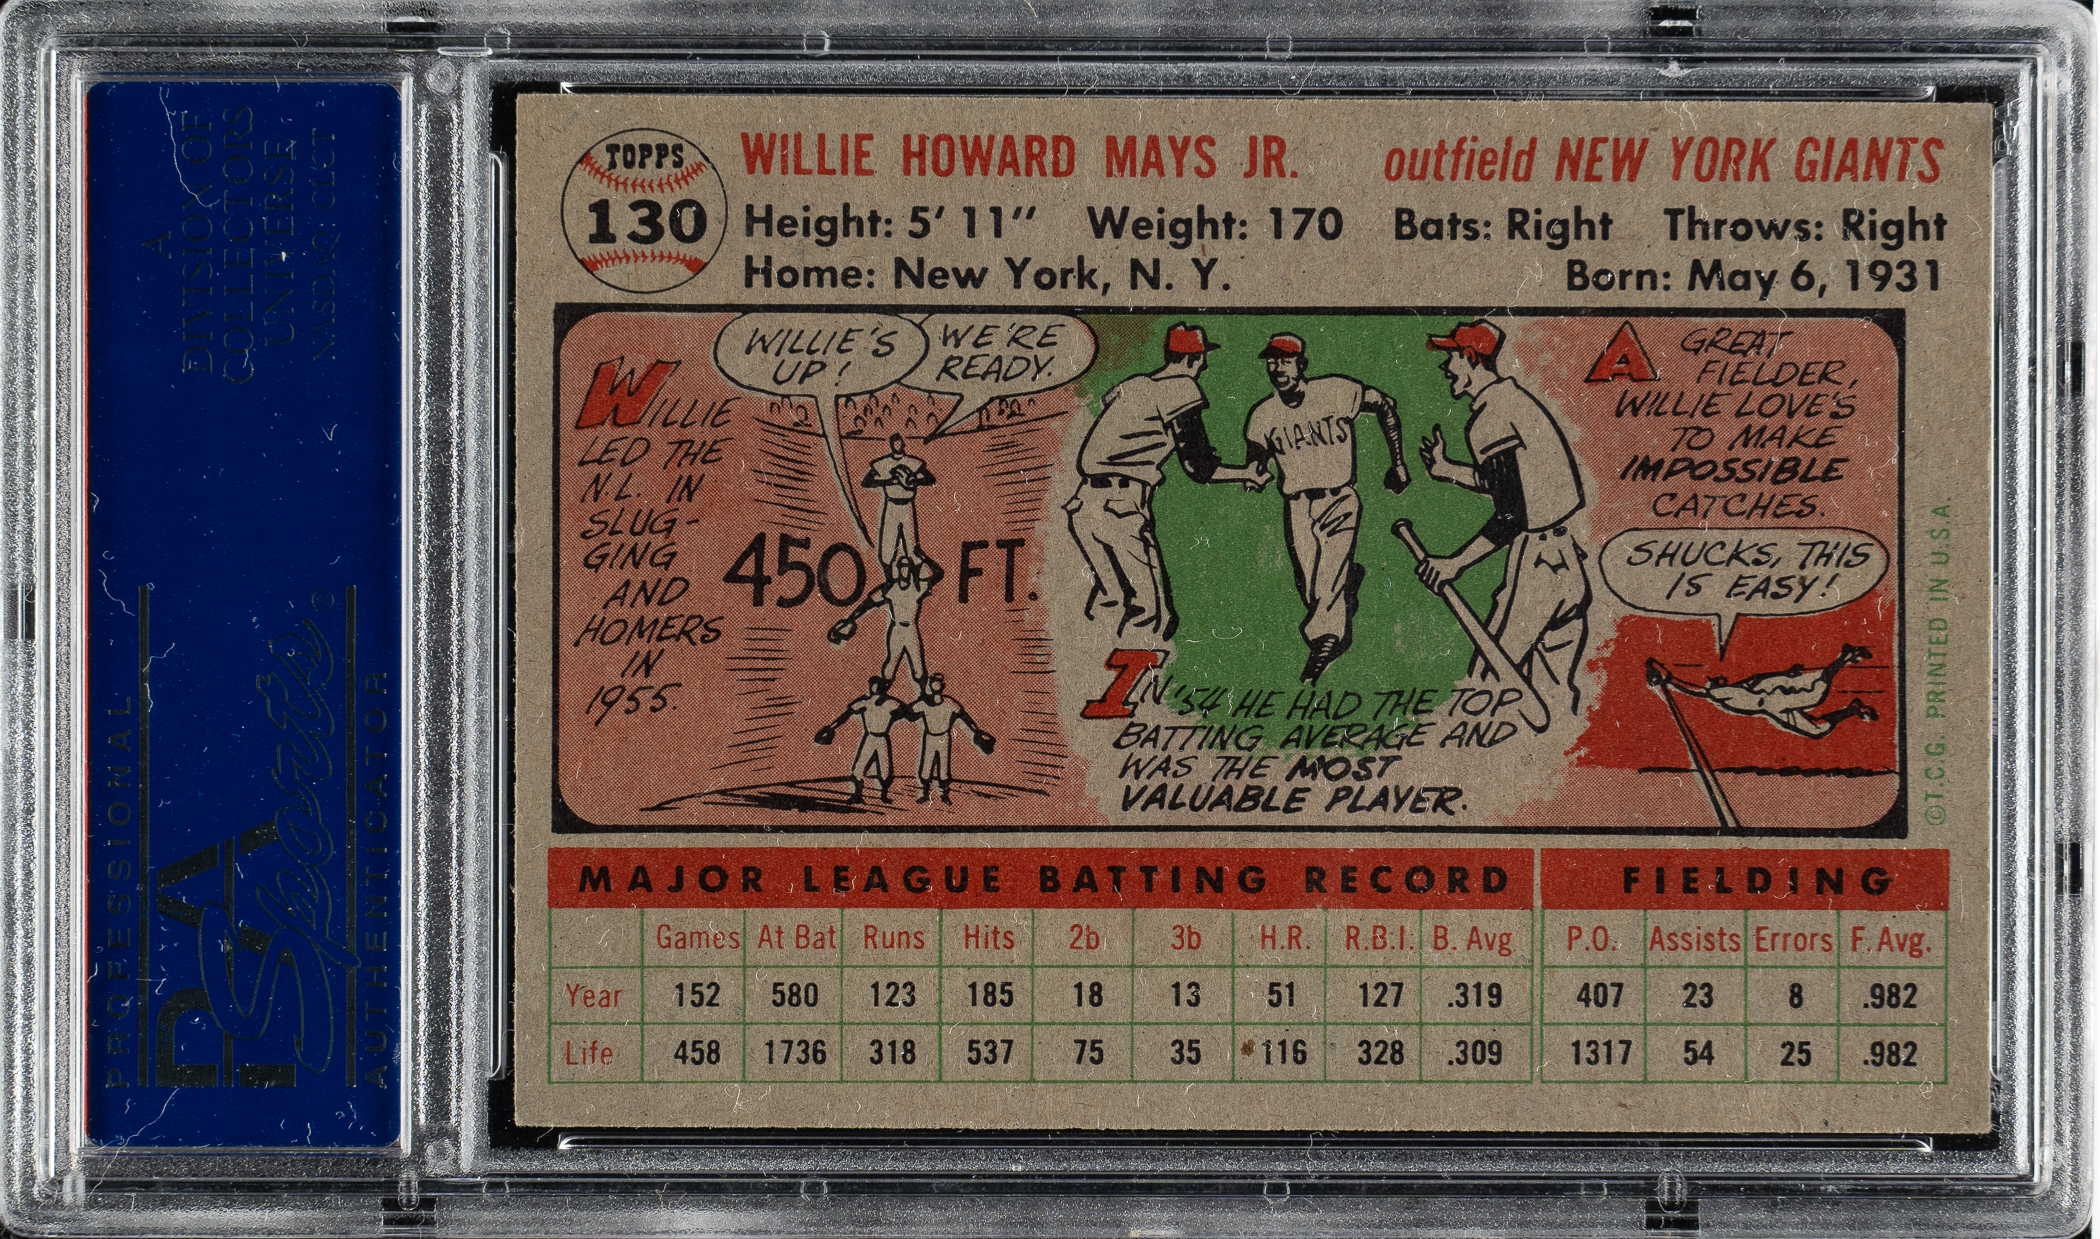 A
DIVISION OF
COLLECTORS
UNIVERSE
NASDAQ: CLCT
PROFESSIONAL
PSA
Sports
AUTHENTICATOR
TOPPS
130
WILLIE HOWARD MAYS JR. outfield NEW YORK GIANTS
Height: 5' 11" Weight: 170 Bats: Right Throws: Right
Home: New York, N. Y. Born: May 6, 1931
WILLIE
LED THE
N.L. IN
SLUG-
GING
AND
HOMERS
IN
1955.
WILLIE'S
UP!
WE'RE
READY.
450 FT.
IN '54 HE HAD THE TOP
BATTING AVERAGE AND
WAS THE MOST
VALUABLE PLAYER.
GIANTS
A GREAT
FIELDER,
WILLIE LOVE'S
TO MAKE
IMPOSSIBLE
CATCHES.
SHUCKS, THIS
IS EASY!
©T.C.G. PRINTED IN U.S.A.
MAJOR LEAGUE BATTING RECORD FIELDING
Games At Bat Runs Hits 2b 3b H.R. R.B.I. B. Avg P.O. Assists Errors F. Avg.
Year 152 580 123 185 18 13 51 127 .319 407 23 8 .982
Life 458 1736 318 537 75 35 116 328 .309 1317 54 25 .982